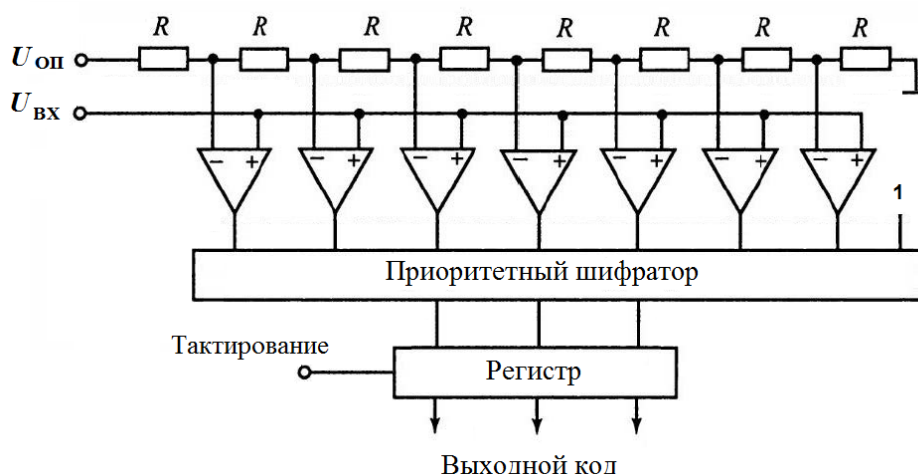 R R R R R R R R
U оп
U вх
− + − + − + − + − + − + − +
1
Приоритетный шифратор
Тактирование
Регистр
Выходной код